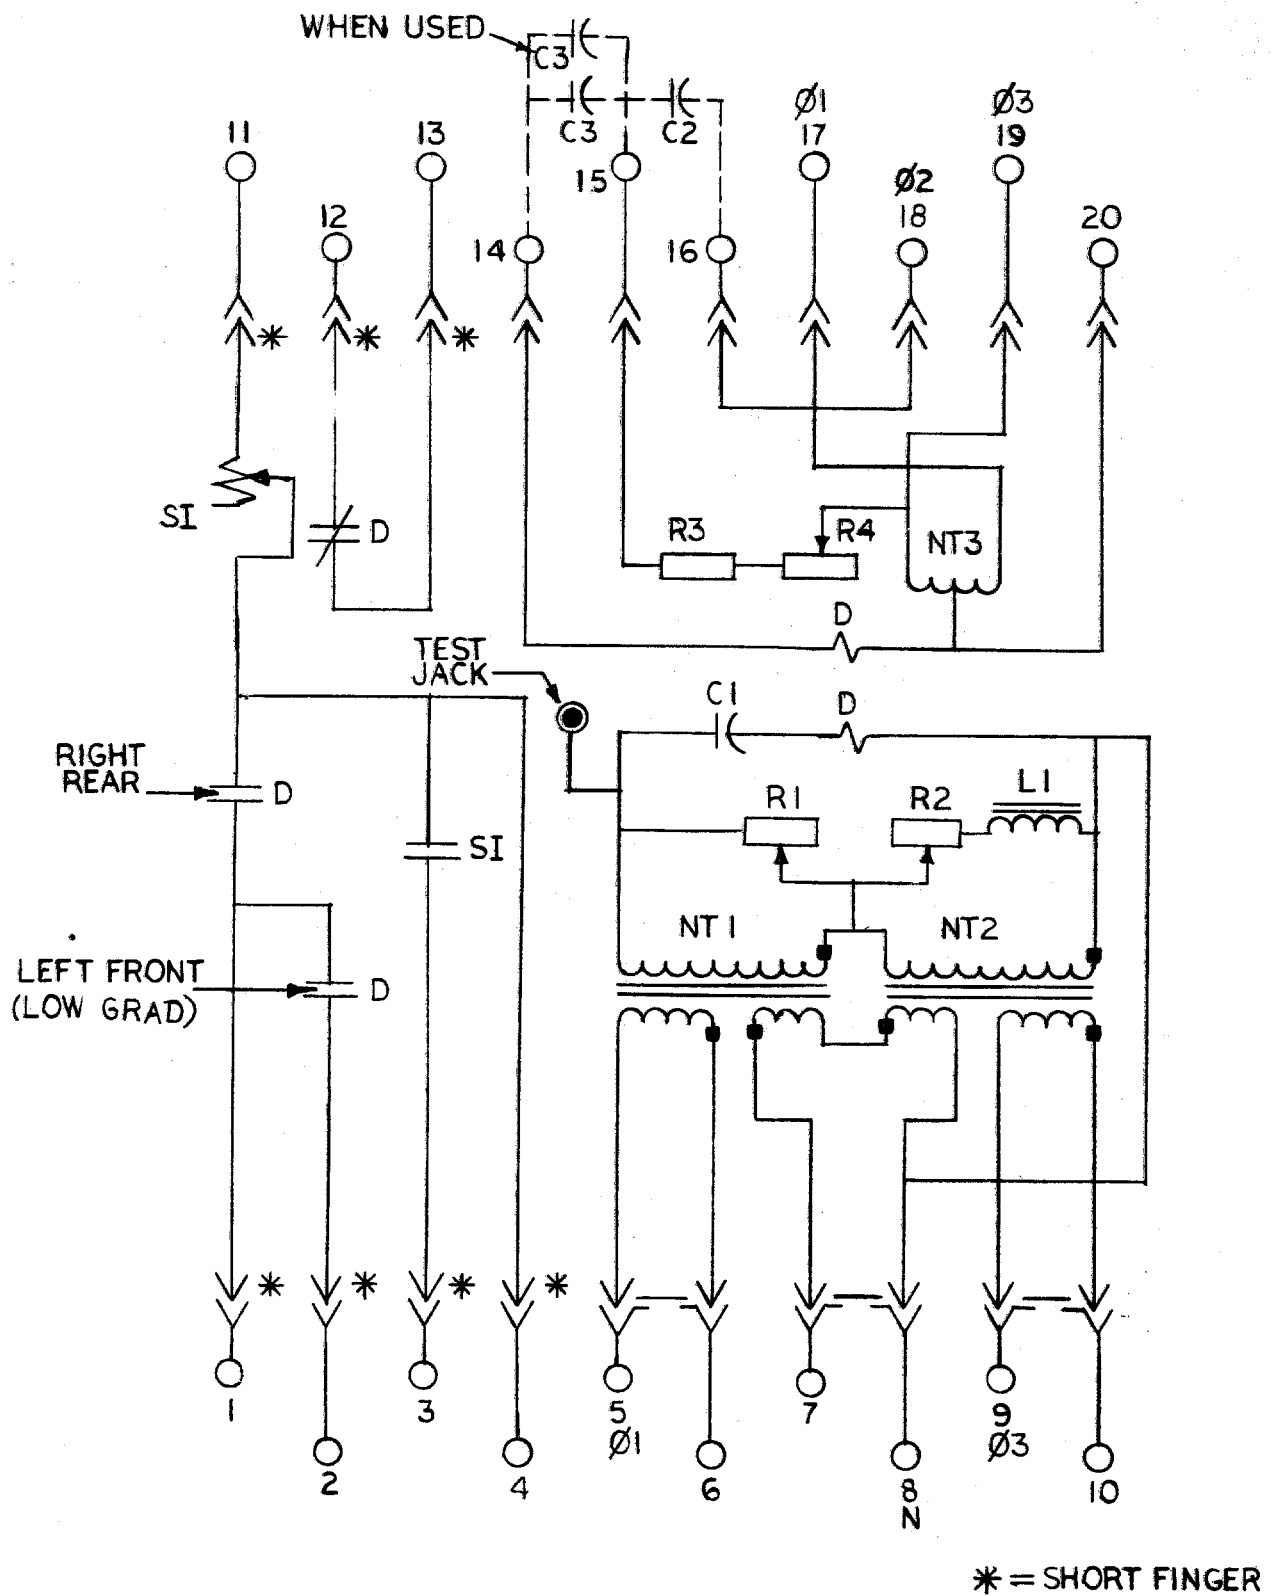 WHEN USED
C3
C3
C2
Ø1
Ø3
11
13
17
19
15
Ø2
12
14
16
18
20
*
*
*
SI
D
R3
R4
NT3
D
TEST
JACK
C1
D
RIGHT
REAR
D
L1
R1
R2
SI
NT1
NT2
LEFT FRONT
(LOW GRAD)
D
*
*
*
*
1
3
5
7
9
Ø1
Ø3
2
4
6
8
10
N
* = SHORT FINGER